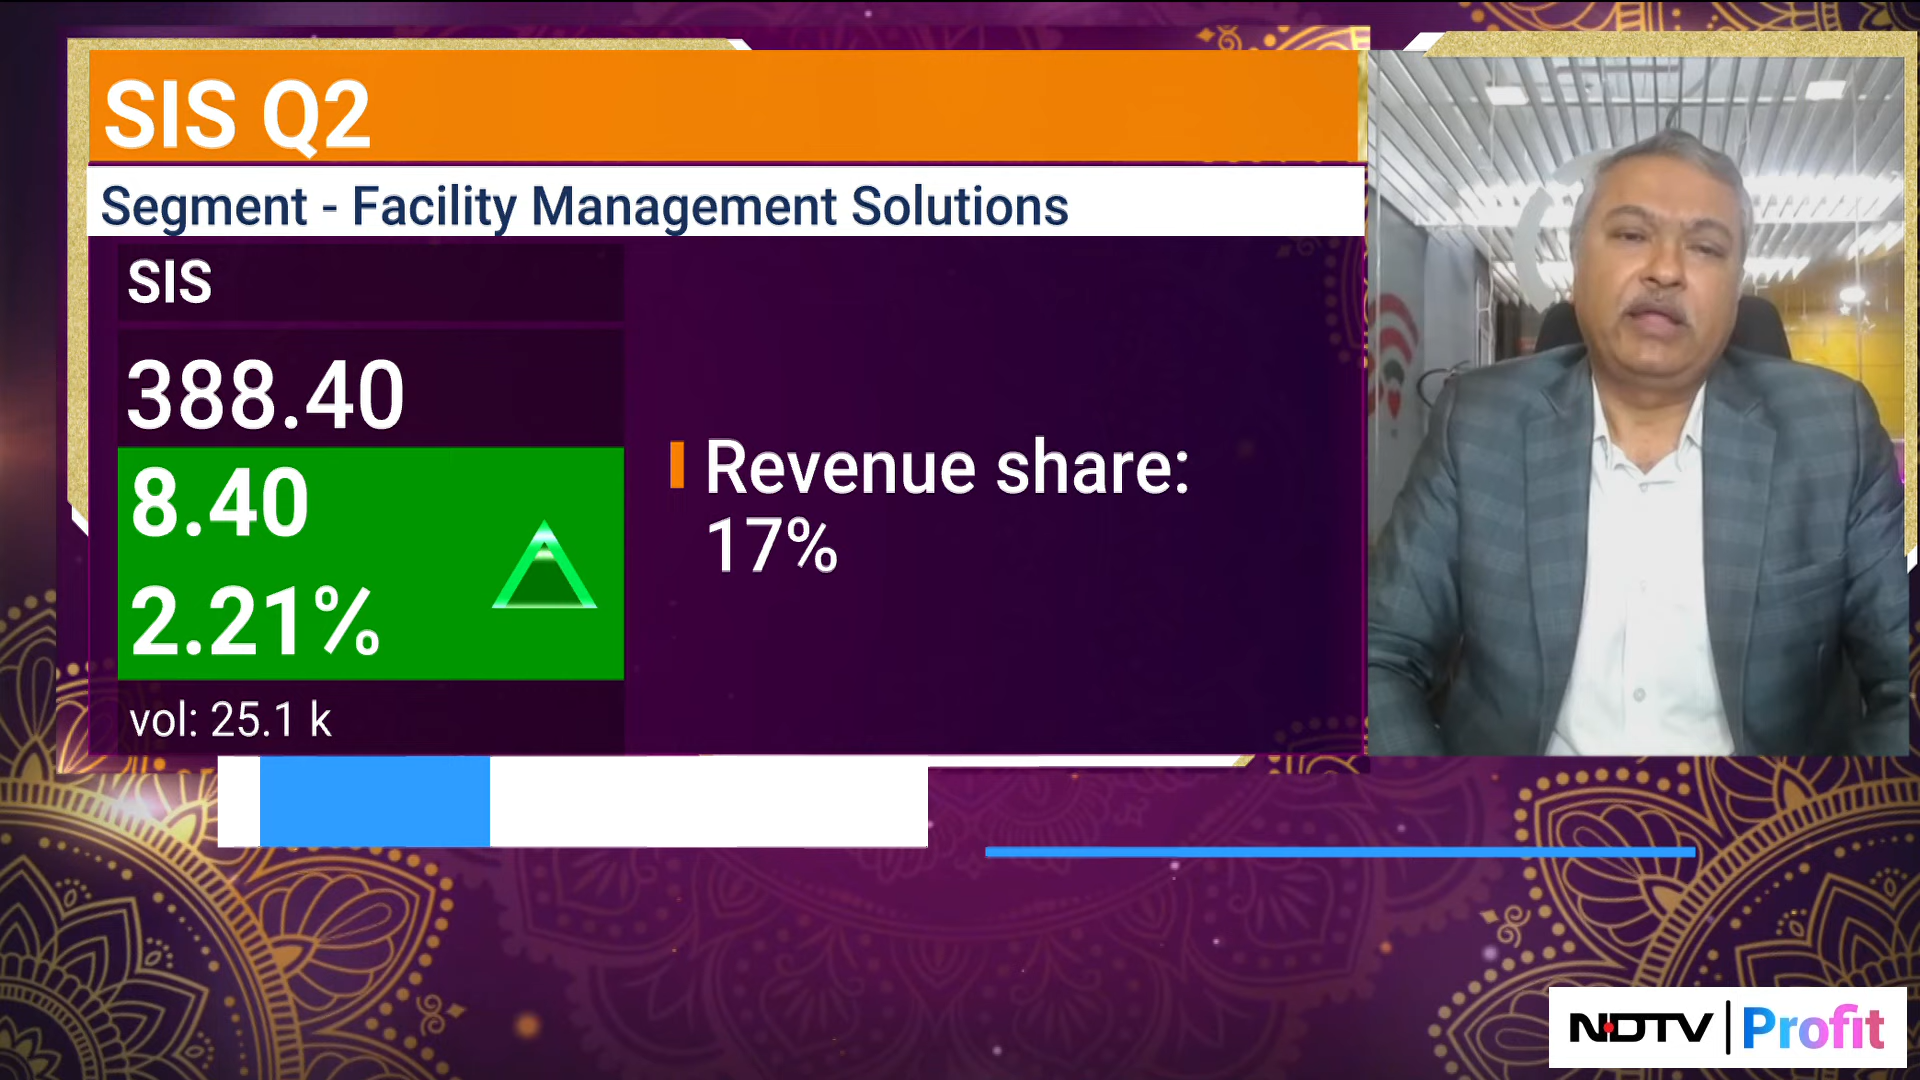 SIS Q2
Segment - Facility Management Solutions
SIS
388.40
8.40
2.21%
vol: 25.1 k
Revenue share:
17%
NDTV | Profit